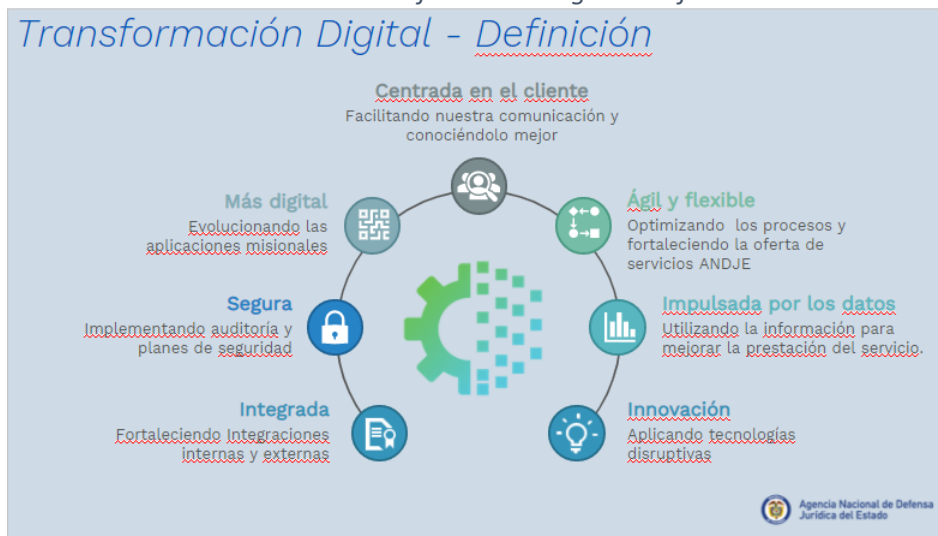 Transformación Digital - Definición
Centrada en el cliente
Facilitando nuestra comunicación y
conociéndolo mejor
Más digital
Evolucionando las
aplicaciones misionales
Ágil y flexible
Optimizando los procesos y
fortaleciendo la oferta de
servicios ANDJE
Segura
Implementando auditoría y
planes de seguridad
Impulsada por los datos
Utilizando la información para
mejorar la prestación del servicio.
Integrada
Fortaleciendo Integraciones
internas y externas
Innovación
Aplicando tecnologías
disruptivas
Agencia Nacional de Defensa
Jurídica del Estado